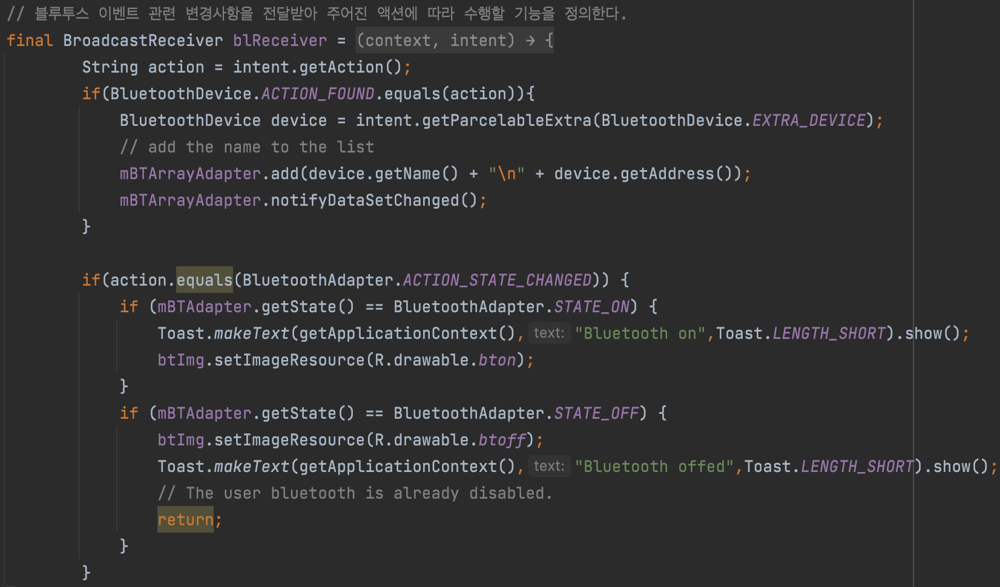 // 블루투스 이벤트 관련 변경사항을 전달받아 주어진 액션에 따라 수행할 기능을 정의한다.
final BroadcastReceiver blReceiver = (context, intent) → {
String action = intent.getAction();
if(BluetoothDevice.ACTION_FOUND.equals(action)){
BluetoothDevice device = intent.getParcelableExtra(BluetoothDevice.EXTRA_DEVICE);
// add the name to the list
mBTArrayAdapter.add(device.getName() + "\n" + device.getAddress());
mBTArrayAdapter.notifyDataSetChanged();
}
if(action.equals(BluetoothAdapter.ACTION_STATE_CHANGED)) {
if (mBTAdapter.getState() == BluetoothAdapter.STATE_ON) {
Toast.makeText(getApplicationContext(), text: "Bluetooth on",Toast.LENGTH_SHORT).show();
btImg.setImageResource(R.drawable.bton);
}
if (mBTAdapter.getState() == BluetoothAdapter.STATE_OFF) {
btImg.setImageResource(R.drawable.btoff);
Toast.makeText(getApplicationContext(), text: "Bluetooth offed",Toast.LENGTH_SHORT).show();
// The user bluetooth is already disabled.
return;
}
}